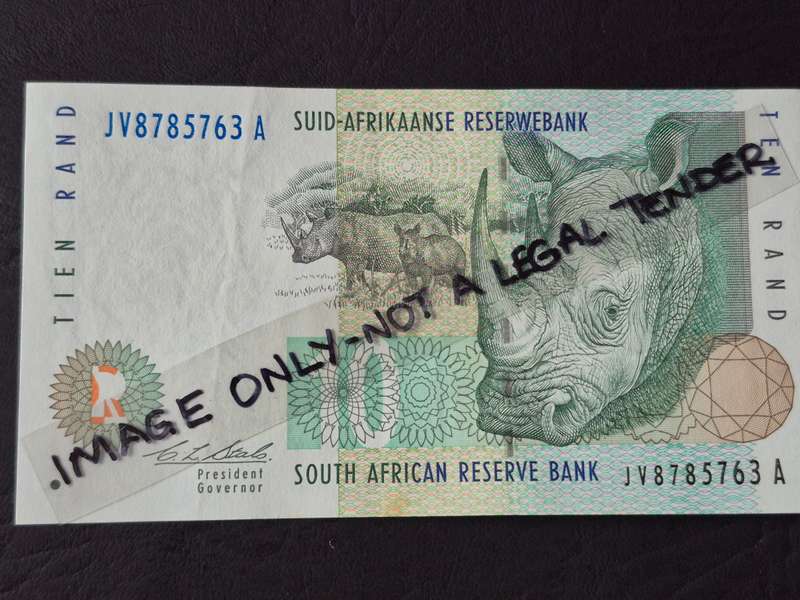 JV8785763 A
SUID-AFRIKAANSE RESERWEBANK
TIEN RAND
TEN RAND
.IMAGE ONLY-NOT A LEGAL TENDER
R
C L Stals.
President
Governor
SOUTH AFRICAN RESERVE BANK
JV8785763 A